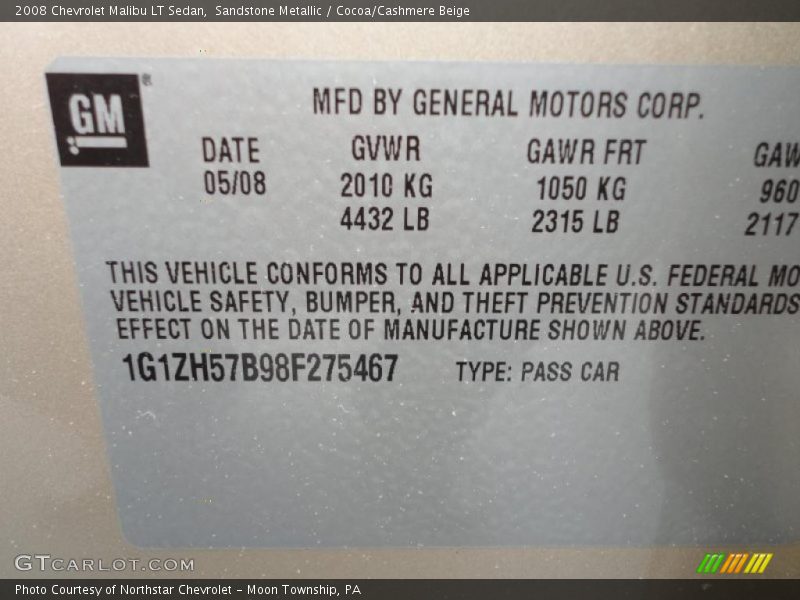 2008 Chevrolet Malibu LT Sedan,  Sandstone Metallic / Cocoa/Cashmere Beige
GM®
MFD BY GENERAL MOTORS CORP.
DATE GVWR GAWR FRT GAW
05/08 2010 KG 1050 KG 960
4432 LB 2315 LB 2117
THIS VEHICLE CONFORMS TO ALL APPLICABLE U.S. FEDERAL MO
VEHICLE SAFETY, BUMPER, AND THEFT PREVENTION STANDARDS
EFFECT ON THE DATE OF MANUFACTURE SHOWN ABOVE.
1G1ZH57B98F275467 TYPE: PASS CAR
GTCARLOT.COM
Photo Courtesy of Northstar Chevrolet – Moon Township, PA